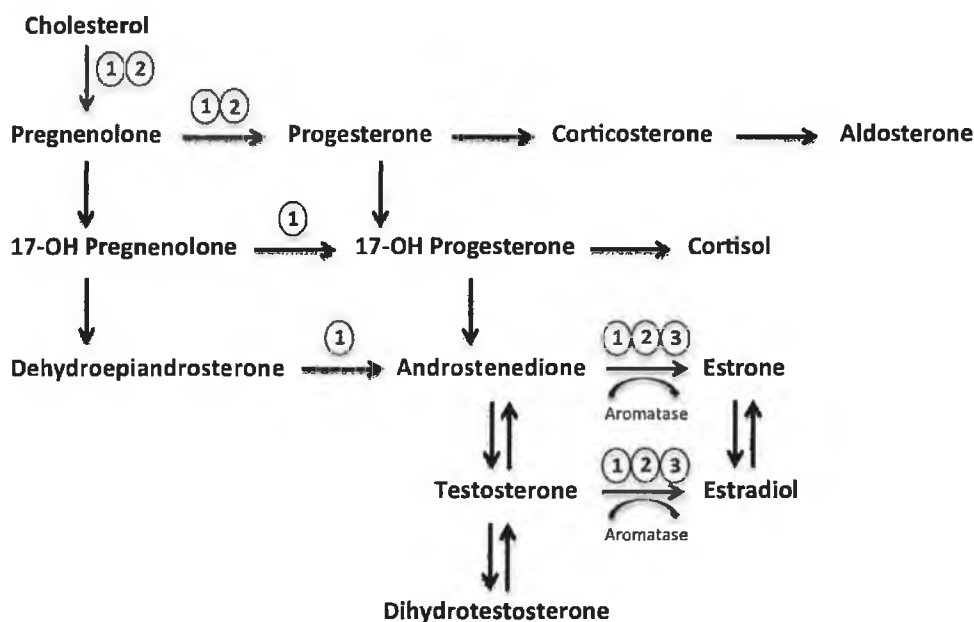 Cholesterol
1 2
1 2
Pregnenolone Progesterone Corticosterone Aldosterone
1
17-OH Pregnenolone 17-OH Progesterone Cortisol
1 1 2 3
Dehydroepiandrosterone Androstenedione Estrone
Aromatase
1 2 3
Testosterone Estradiol
Aromatase
Dihydrotestosterone